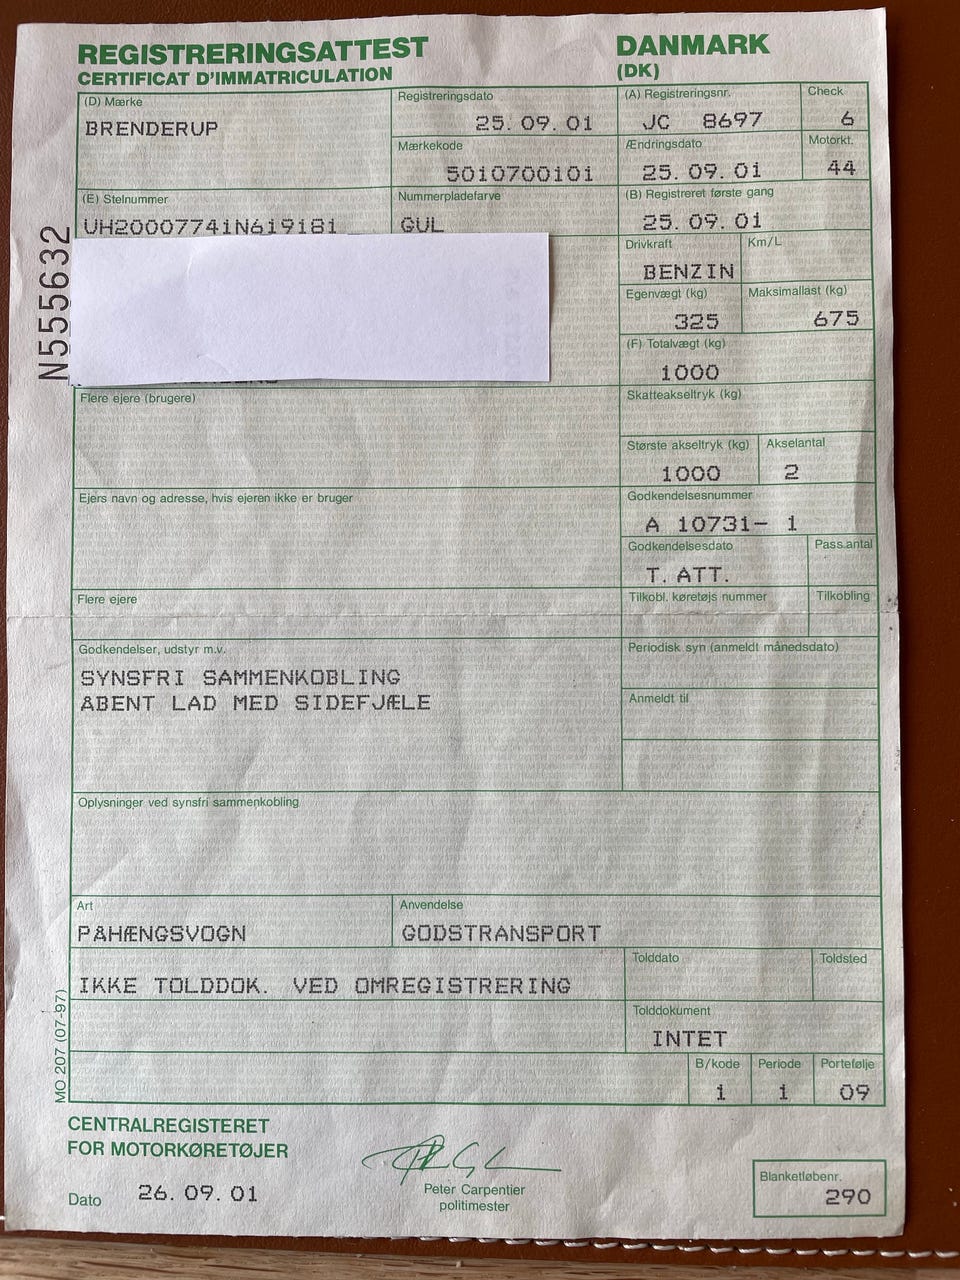 REGISTRERINGSATTEST
CERTIFICAT D'IMMATRICULATION
DANMARK
(DK)
(D) Mærke
BRENDERUP
Registreringsdato
25. 09. 01
(A) Registreringsnr.
JC 8697
Check
6
Mærkekode
5010700101
Ændringsdato
25. 09. 01
Motorkt.
44
(E) Stelnummer
UH20007741N619181
Nummerpladefarve
GUL
(B) Registreret første gang
25. 09. 01
Drivkraft
BENZIN
Km/L
Egenvægt (kg)
325
Maksimallast (kg)
675
(F) Totalvægt (kg)
1000
N555632
Flere ejere (brugere)
Skatteakseltryk (kg)
Største akseltryk (kg)
1000
Akselantal
2
Ejers navn og adresse, hvis ejeren ikke er bruger
Godkendelsesnummer
A 10731- 1
Godkendelsesdato
T. ATT.
Pass.antal
Flere ejere
Tilkobl. køretøjs nummer
Tilkobling
Godkendelser, udstyr m.v.
SYNSFRI SAMMENKOBLING
ÅBENT LAD MED SIDEFJÆLE
Periodisk syn (anmeldt månedsdato)
Anmeldt til
Oplysninger ved synsfri sammenkobling
Art
PÅHÆNGSVOGN
Anvendelse
GODSTRANSPORT
IKKE TOLDDOK. VED OMREGISTRERING
Tolddato
Toldsted
Tolddokument
INTET
B/kode
1
Periode
1
Portefølje
09
MO 207 (07-97)
CENTRALREGISTERET
FOR MOTORKØRETØJER
Dato
26. 09. 01
Peter Carpentier
politimester
Blanketløbenr.
290